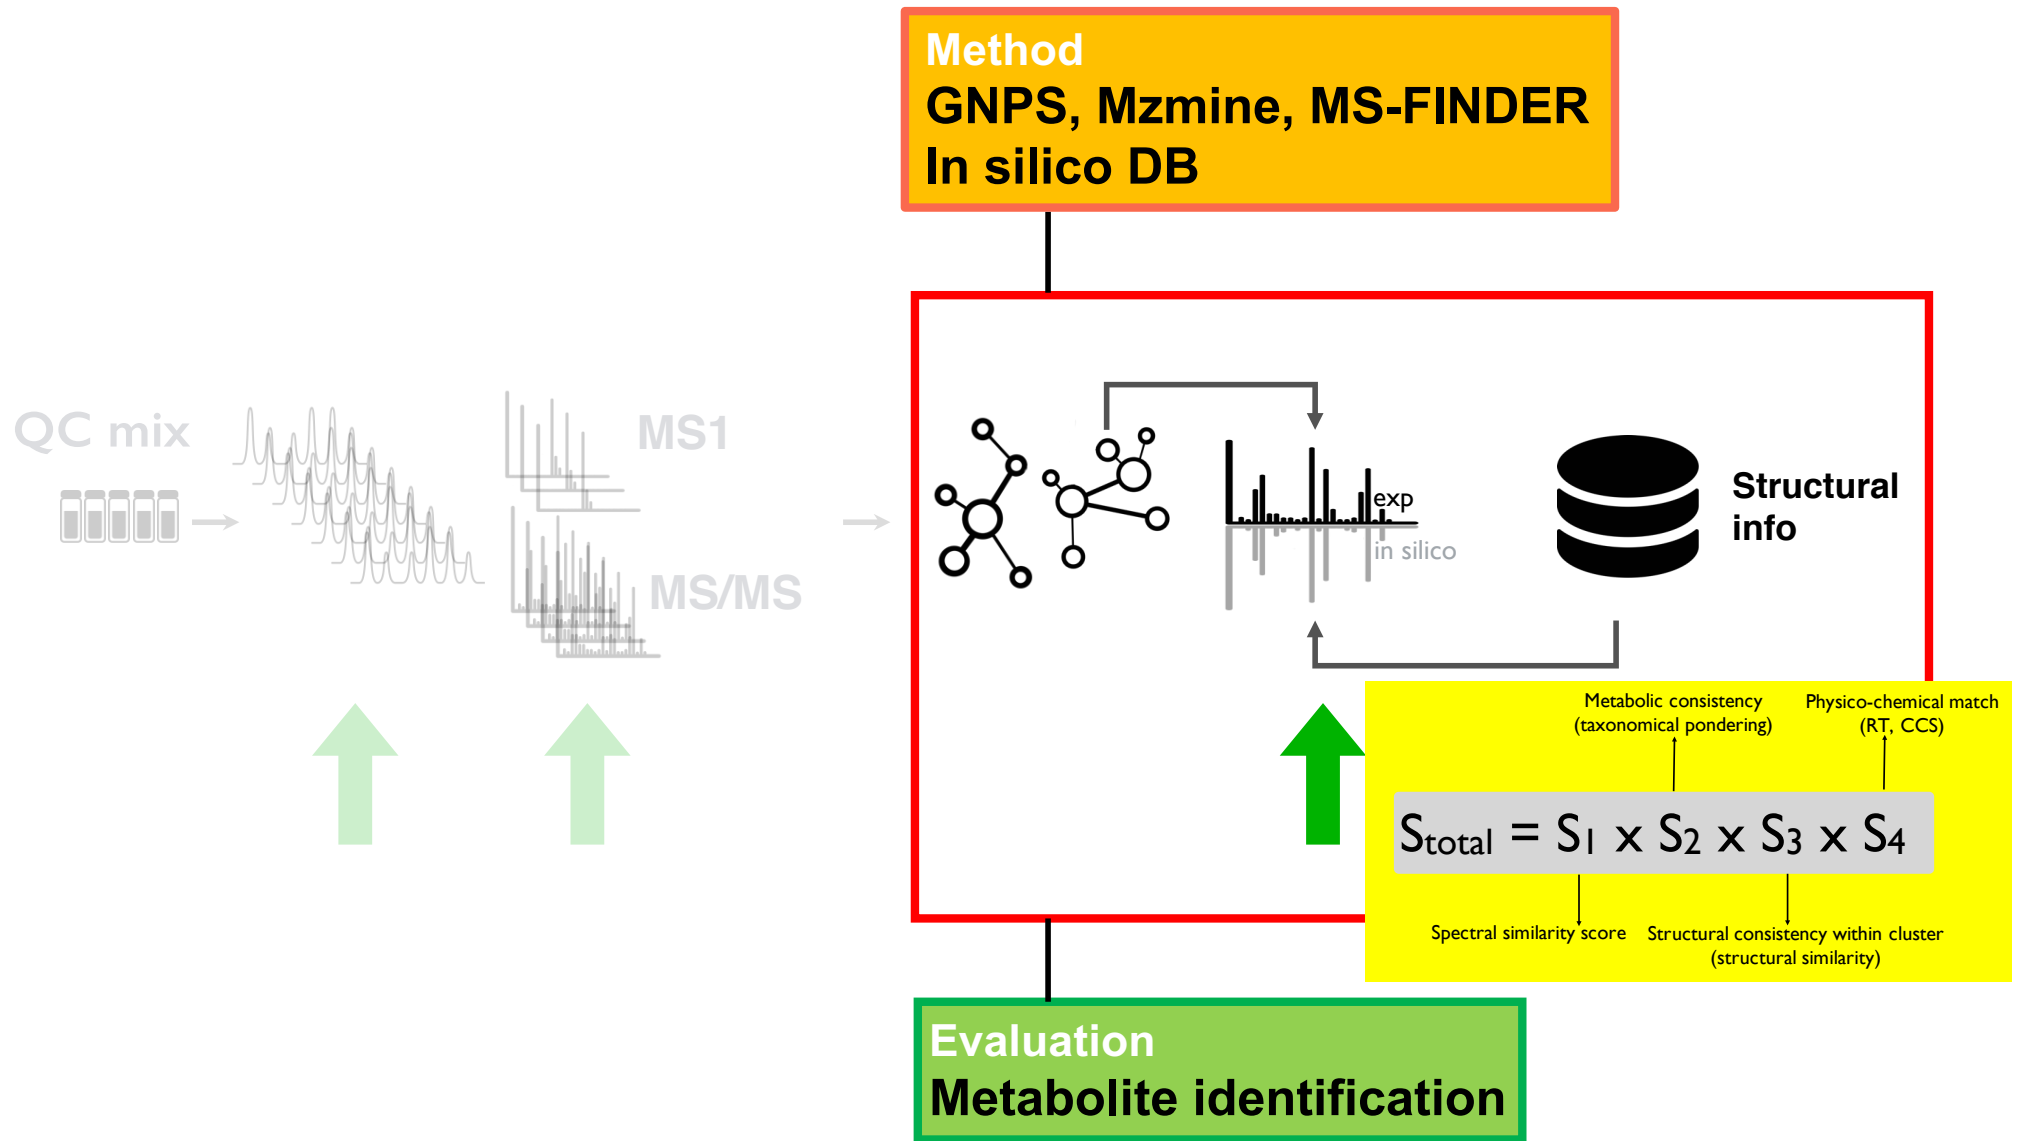 Method
GNPS, Mzmine, MS-FINDER
In silico DB
QC mix
MS1
MS/MS
exp
in silico
Structural
info
Metabolic consistency
(taxonomical pondering)
Physico-chemical match
(RT, CCS)
Stotal = S1 x S2 x S3 x S4
Spectral similarity score
Structural consistency within cluster
(structural similarity)
Evaluation
Metabolite identification